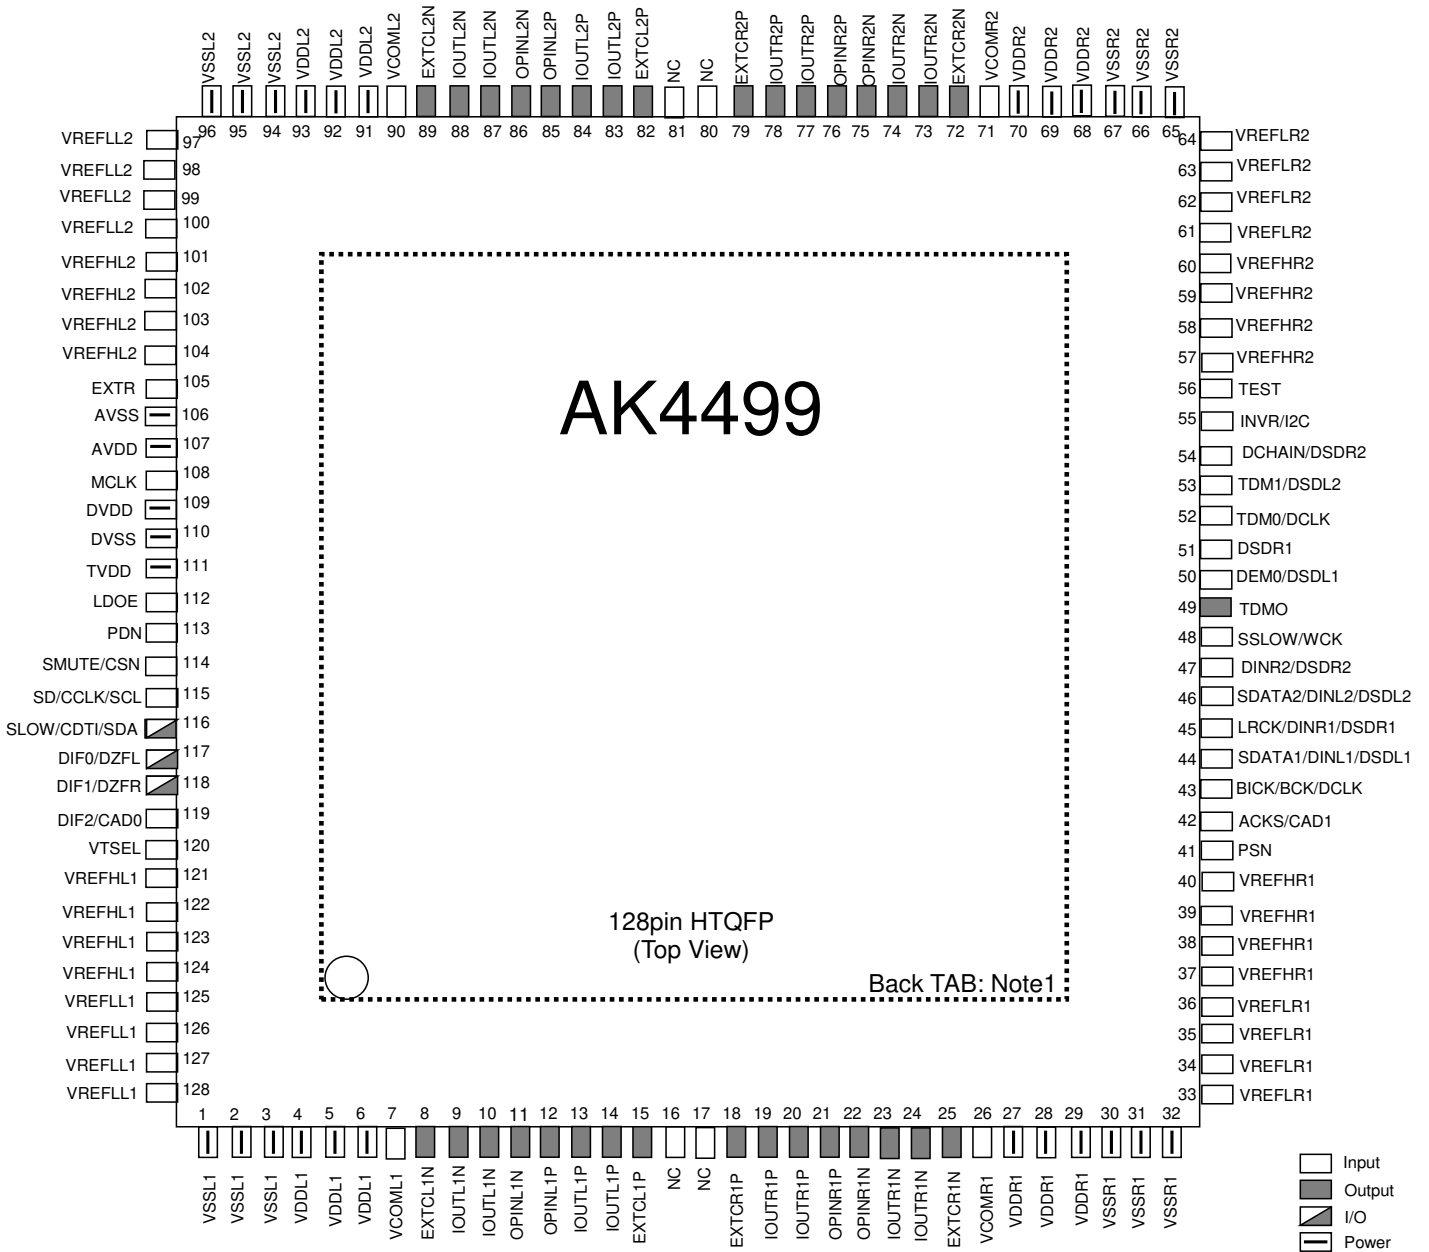 VSSL2
VSSL2
VSSL2
VDDL2
VDDL2
VDDL2
VCOML2
EXTCL2N
IOUTL2N
IOUTL2N
OPINL2N
OPINL2P
IOUTL2P
IOUTL2P
EXTCL2P
NC
NC
EXTCR2P
IOUTR2P
IOUTR2P
OPINR2P
OPINR2N
IOUTR2N
IOUTR2N
EXTCR2N
VCOMR2
VDDR2
VDDR2
VDDR2
VSSR2
VSSR2
VSSR2
96 95 94 93 92 91 90 89 88 87 86 85 84 83 82 81 80 79 78 77 76 75 74 73 72 71 70 69 68 67 66 65
VREFLL2 97
VREFLL2 98
VREFLL2 99
VREFLL2 100
VREFHL2 101
VREFHL2 102
VREFHL2 103
VREFHL2 104
EXTR 105
AVSS 106
AVDD 107
MCLK 108
DVDD 109
DVSS 110
TVDD 111
LDOE 112
PDN 113
SMUTE/CSN 114
SD/CCLK/SCL 115
SLOW/CDTI/SDA 116
DIF0/DZFL 117
DIF1/DZFR 118
DIF2/CAD0 119
VTSEL 120
VREFHL1 121
VREFHL1 122
VREFHL1 123
VREFHL1 124
VREFLL1 125
VREFLL1 126
VREFLL1 127
VREFLL1 128
AK4499
128pin HTQFP
(Top View)
Back TAB: Note1
64 VREFLR2
63 VREFLR2
62 VREFLR2
61 VREFLR2
60 VREFHR2
59 VREFHR2
58 VREFHR2
57 VREFHR2
56 TEST
55 INVR/I2C
54 DCHAIN/DSDR2
53 TDM1/DSDL2
52 TDM0/DCLK
51 DSDR1
50 DEM0/DSDL1
49 TDMO
48 SSLOW/WCK
47 DINR2/DSDR2
46 SDATA2/DINL2/DSDL2
45 LRCK/DINR1/DSDR1
44 SDATA1/DINL1/DSDL1
43 BICK/BCK/DCLK
42 ACKS/CAD1
41 PSN
40 VREFHR1
39 VREFHR1
38 VREFHR1
37 VREFHR1
36 VREFLR1
35 VREFLR1
34 VREFLR1
33 VREFLR1
1 2 3 4 5 6 7 8 9 10 11 12 13 14 15 16 17 18 19 20 21 22 23 24 25 26 27 28 29 30 31 32
VSSL1
VSSL1
VSSL1
VDDL1
VDDL1
VDDL1
VCOML1
EXTCL1N
IOUTL1N
IOUTL1N
OPINL1N
OPINL1P
IOUTL1P
IOUTL1P
EXTCL1P
NC
NC
EXTCR1P
IOUTR1P
IOUTR1P
OPINR1P
OPINR1N
IOUTR1N
IOUTR1N
EXTCR1N
VCOMR1
VDDR1
VDDR1
VDDR1
VSSR1
VSSR1
VSSR1
Input
Output
I/O
Power